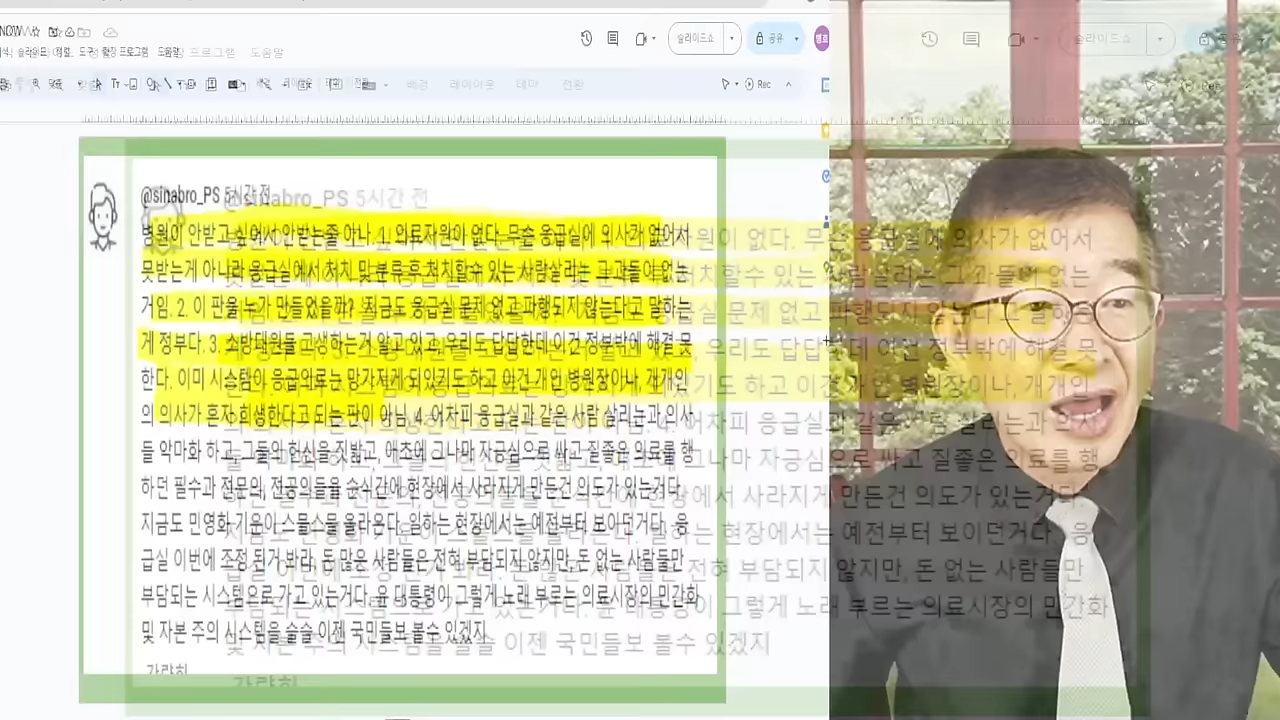 슬라이드쇼
공유
Rec
@sinabro_PS 5시간 전
병원이 안받고 싶어서 안받는줄 아나. 1. 의료자원이 없다. 무슨 응급실에 의사가 없어서
못받는게 아니라 응급실에서 처치 및 분류후 처치할수 있는 사람살리는 그 과들이 없는
거임. 2. 이 판을 누가 만들었을까? 지금도 응급실 문제 없고 파행되지 않는다고 말하는
게 정부다. 3. 소방대원들 고생하는거 알고 있고, 우리도 답답한데 이건 정부밖에 해결 못
한다. 이미 시스템이 응급의료는 망가지게 되있기도 하고 이건 개인 병원장이나, 개개인
의 의사가 혼자 희생한다고 되는 판이 아님. 4. 어차피 응급실과 같은 사람 살리는과 의사
들 악마화 하고, 그들의 헌신을 짓밟고, 애초에 그나마 자긍심으로 싸고 질좋은 의료를 행
하던 필수과 전문의, 전공의들을 순식간에 현장에서 사라지게 만든건 의도가 있는거다.
지금도 민영화 기운이 스물스물 올라온다. 일하는 현장에서는 예전부터 보이던거다. 응
급실 이번에 조정 된거 봐라, 돈 많은 사람들은 전혀 부담되지 않지만, 돈 없는 사람들만
부담되는 시스템으로 가고 있는거다. 윤 대통령이 그렇게 노래 부르는 의료시장의 민간화
및 자본 주의 시스템을 슬슬 이젠 국민들보 볼수 있겠지
간략히